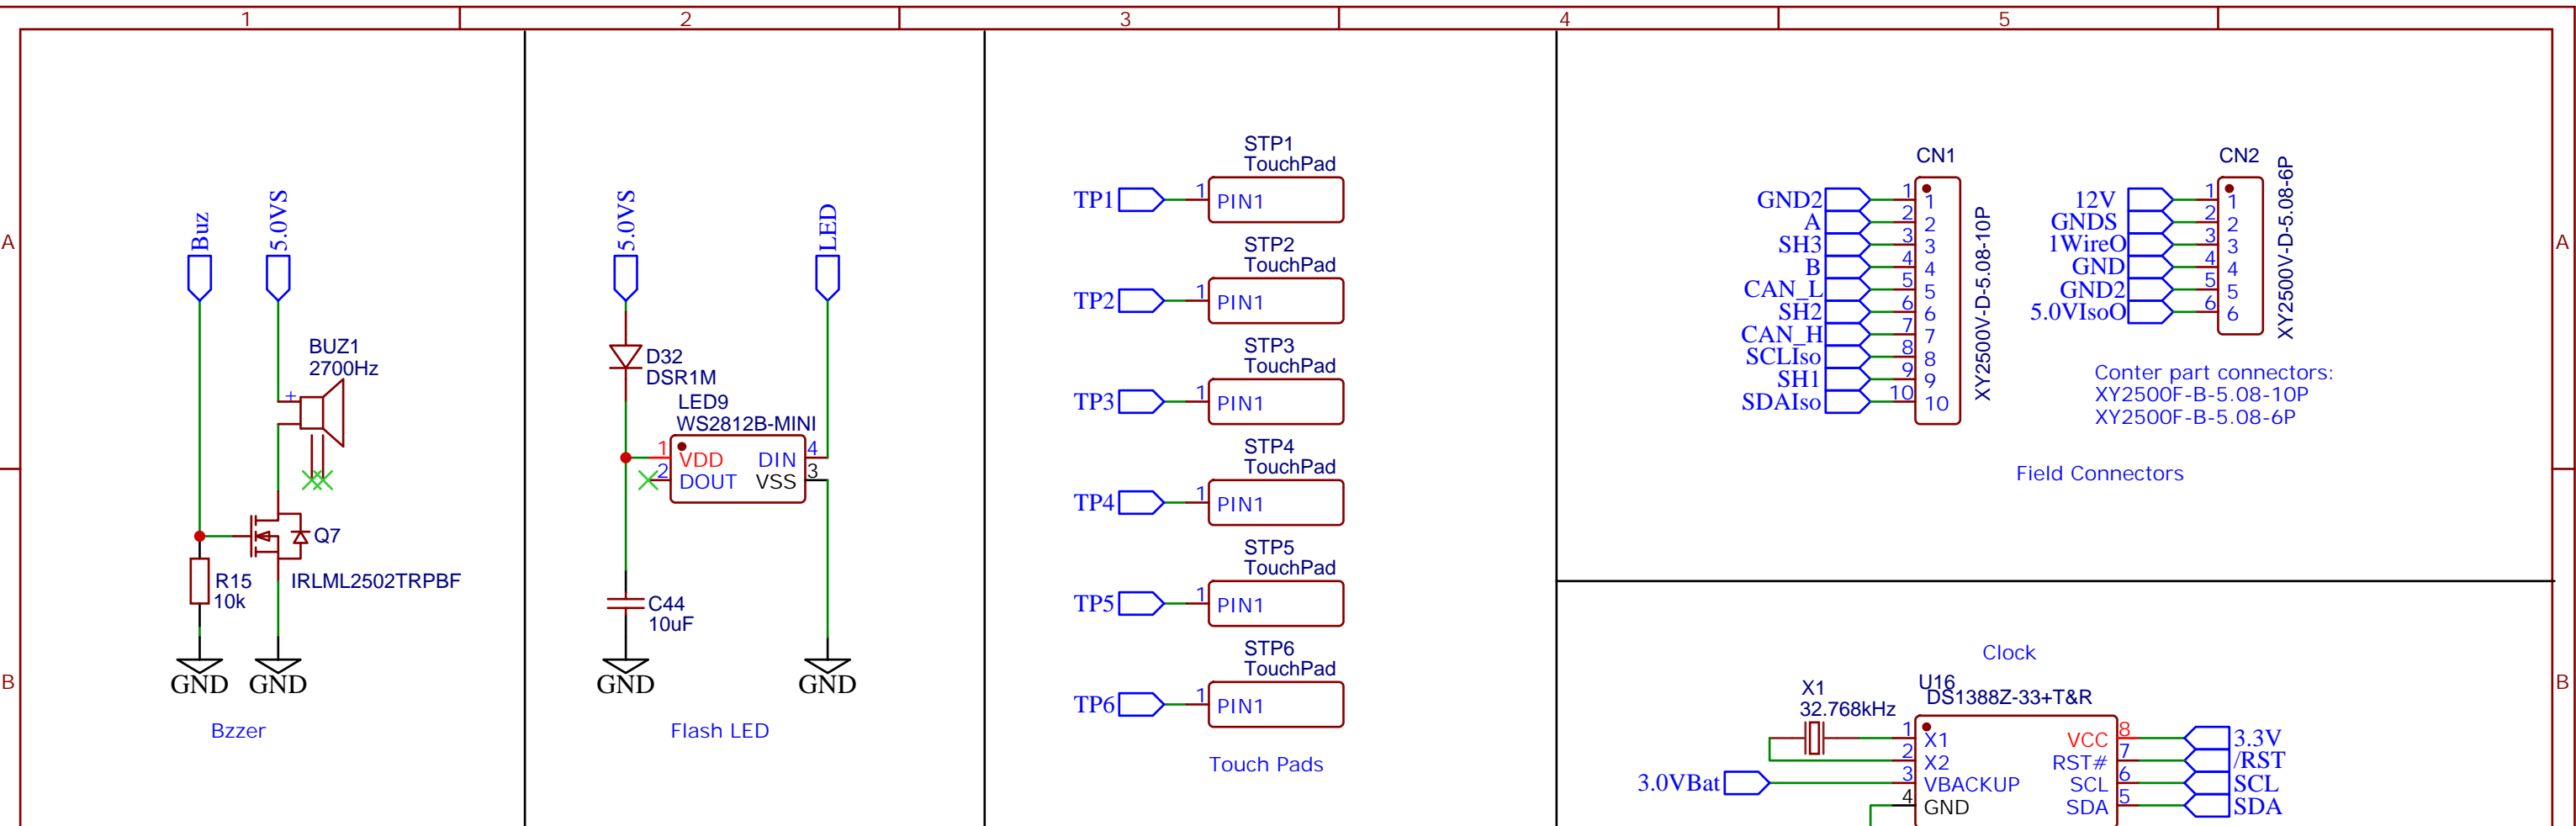 1
2
3
4
5
A
B
A
B
Buz
5.0VS
BUZ1
2700Hz
+
Q7
IRLML2502TRPBF
R15
10k
GND
GND
Bzzer
5.0VS
LED
D32
DSR1M
LED9
WS2812B-MINI
1
VDD
DIN
4
2
DOUT
VSS
3
C44
10uF
GND
GND
Flash LED
STP1
TouchPad
TP1
1
PIN1
STP2
TouchPad
TP2
1
PIN1
STP3
TouchPad
TP3
1
PIN1
STP4
TouchPad
TP4
1
PIN1
STP5
TouchPad
TP5
1
PIN1
STP6
TouchPad
TP6
1
PIN1
Touch Pads
CN1
GND2 1 1
A 2 2
SH3 3 3
B 4 4
CAN_L 5 5
SH2 6 6
CAN_H 7 7
SCLIso 8 8
SH1 9 9
SDAIso 10 10
XY2500V-D-5.08-10P
CN2
12V 1 1
GNDS 2 2
1WireO 3 3
GND 4 4
GND2 5 5
5.0VIsoO 6 6
XY2500V-D-5.08-6P
Conter part connectors:
XY2500F-B-5.08-10P
XY2500F-B-5.08-6P
Field Connectors
Clock
U16
DS1388Z-33+T&R
X1
32.768kHz
1 X1 VCC 8 3.3V
2 X2 RST# 7 /RST
3.0VBat 3 VBACKUP SCL 6 SCL
4 GND SDA 5 SDA